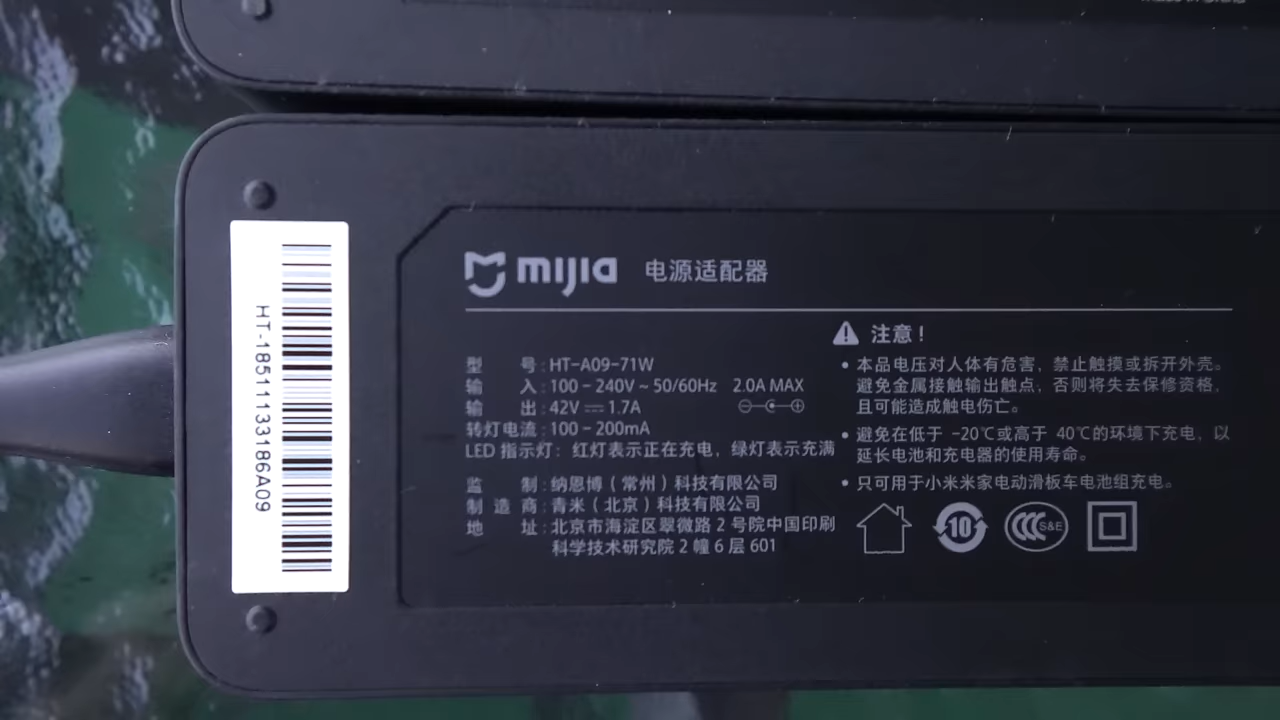 mijia 电源适配器
型 号:HT-A09-71W
输 入:100-240V~50/60Hz 2.0A MAX
输 出:42V⎓1.7A
转灯电流:100-200mA
LED 指示灯:红灯表示正在充电,绿灯表示充满
监 制:纳恩博(常州)科技有限公司
制 造 商:青米(北京)科技有限公司
地 址:北京市海淀区翠微路 2 号院中国印刷
科学技术研究院 2 幢 6 层 601
注意!
• 本品电压对人体有危害,禁止触摸或拆开外壳。
避免金属接触输出触点,否则将失去保修资格,
且可能造成触电伤亡。
• 避免在低于 -20℃或高于 40℃的环境下充电,以
延长电池和充电器的使用寿命。
• 只可用于小米米家电动滑板车电池组充电。
10
CCC S&E
HT-18511133186A09